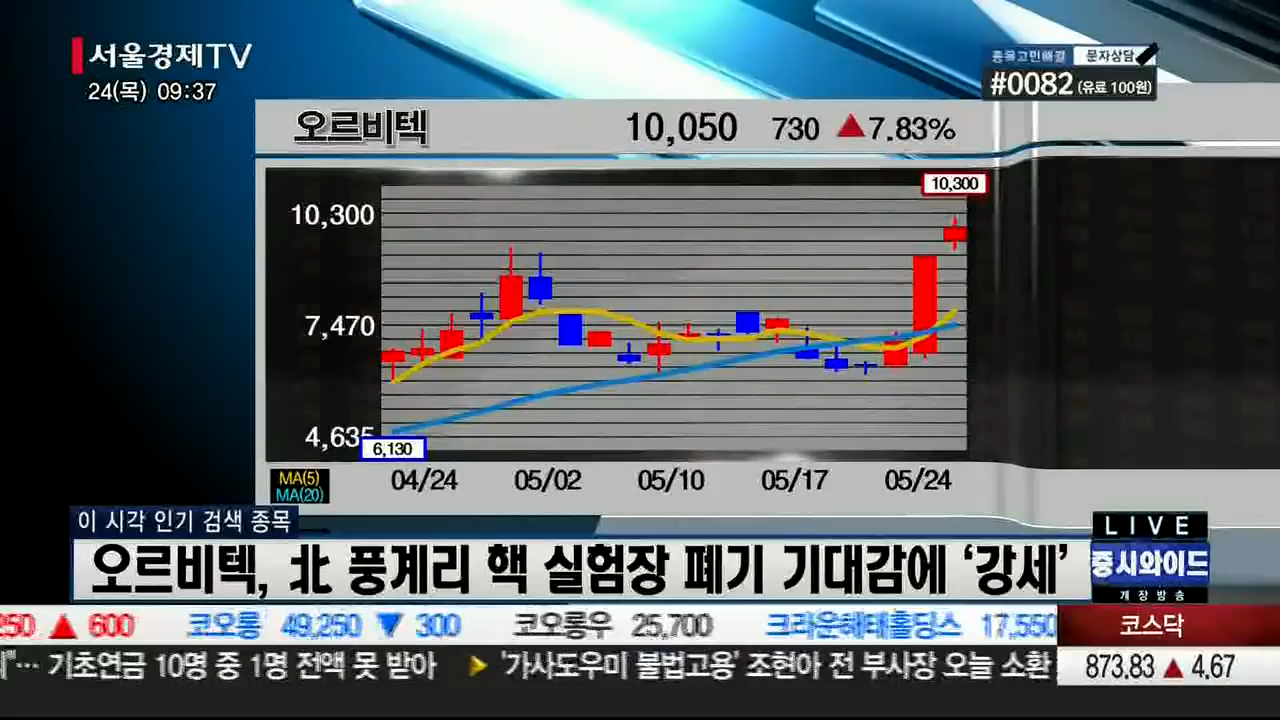 서울경제TV
24(목) 09:37
종목고민해결 문자상담
#0082 (유료 100원)
오르비텍 10,050 730 ▲7.83%
10,300
10,300
7,470
4,635
6,130
MA(5)
MA(20)
04/24 05/02 05/10 05/17 05/24
이 시각 인기 검색 종목
오르비텍, 北 풍계리 핵 실험장 폐기 기대감에 ‘강세’
LIVE
증시와이드
개장방송
250 ▲ 600 코오롱 49,250 ▼ 300 코오롱우 25,700 크라운해태홀딩스 17,550
코스닥
"… 기초연금 10명 중 1명 전액 못 받아 ▶ '가사도우미 불법고용' 조현아 전 부사장 오늘 소환
873.83 ▲ 4.67